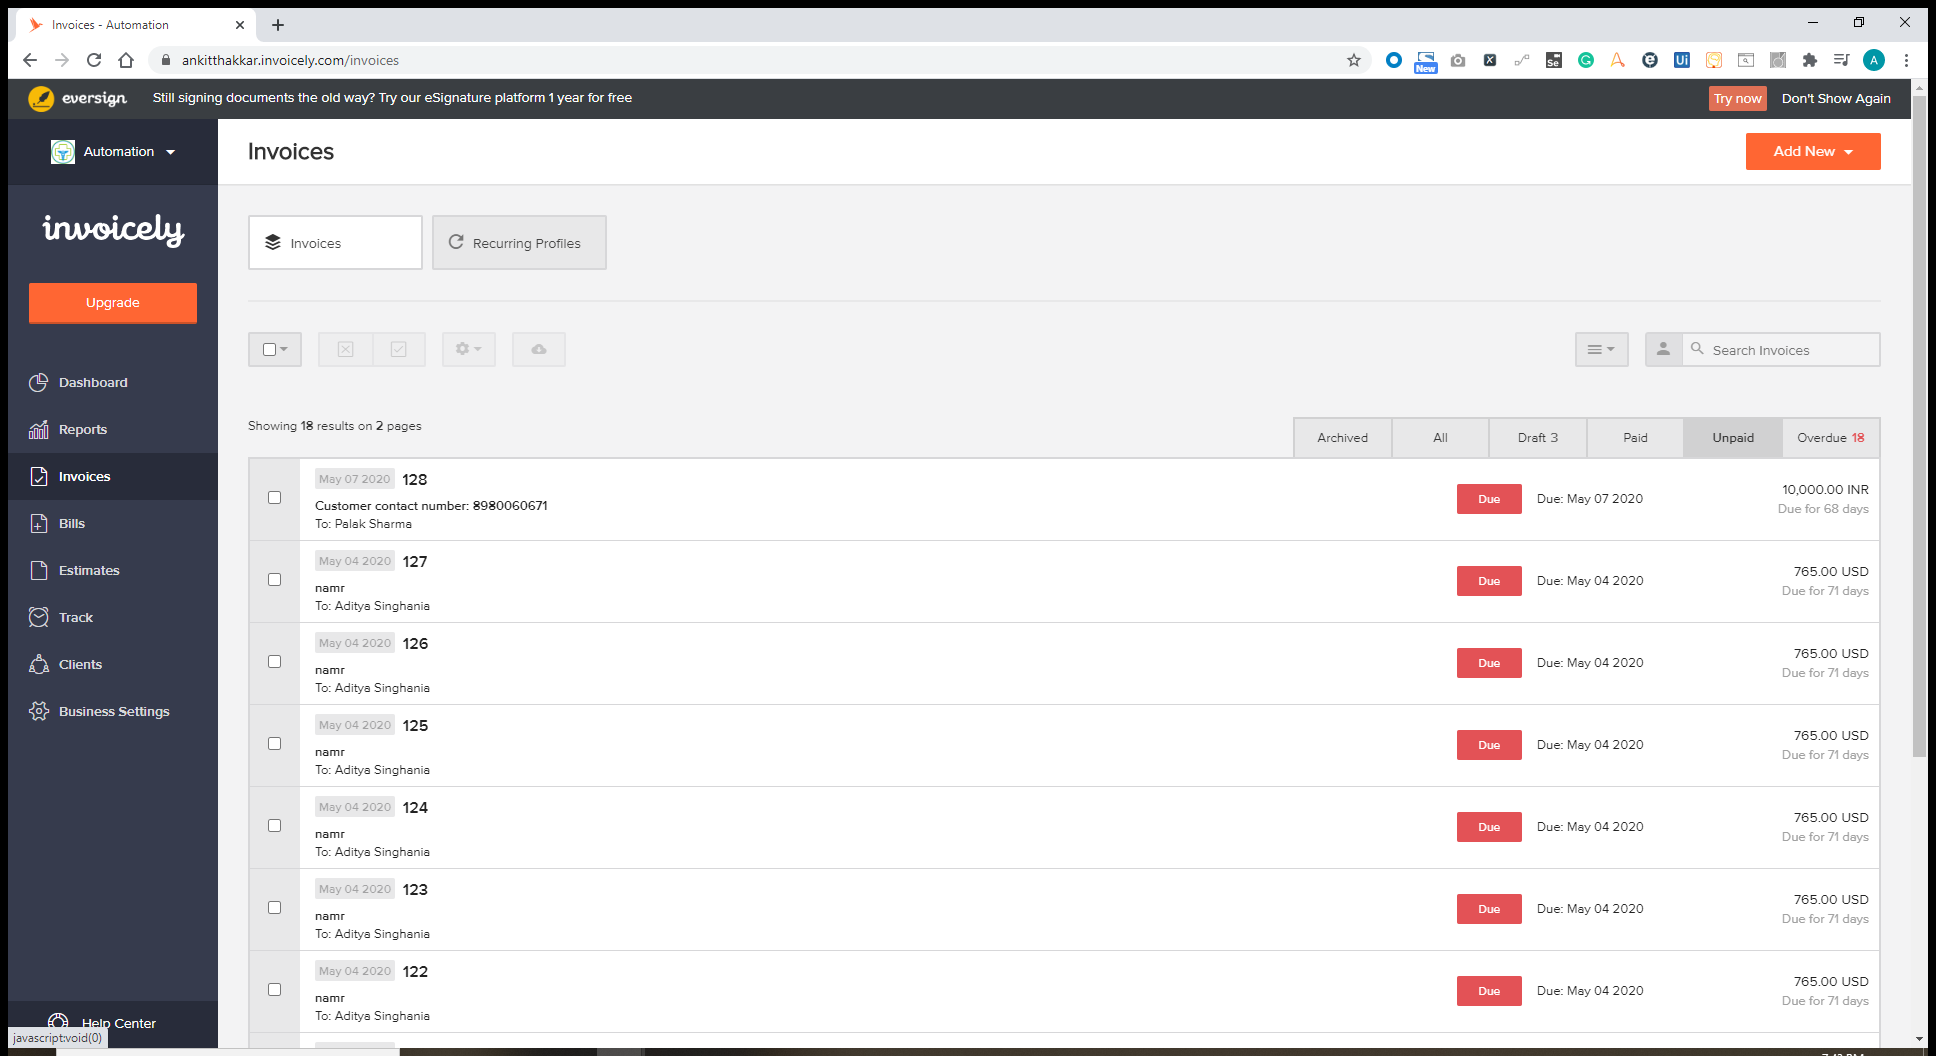 Invoices - Automation
ankitthakkar.invoicely.com/invoices
New
Se
Ui
A
eversign
Still signing documents the old way? Try our eSignature platform 1 year for free
Try now
Don't Show Again
Automation
Invoices
Add New
invoicely
Invoices
Recurring Profiles
Upgrade
Search Invoices
Dashboard
Reports
Invoices
Bills
Estimates
Track
Clients
Business Settings
Help Center
javascript:void(0)
Showing 18 results on 2 pages
Archived
All
Draft 3
Paid
Unpaid
Overdue 18
May 07 2020 128
Customer contact number: 8980060671
To: Palak Sharma
Due
Due: May 07 2020
10,000.00 INR
Due for 68 days
May 04 2020 127
namr
To: Aditya Singhania
Due
Due: May 04 2020
765.00 USD
Due for 71 days
May 04 2020 126
namr
To: Aditya Singhania
Due
Due: May 04 2020
765.00 USD
Due for 71 days
May 04 2020 125
namr
To: Aditya Singhania
Due
Due: May 04 2020
765.00 USD
Due for 71 days
May 04 2020 124
namr
To: Aditya Singhania
Due
Due: May 04 2020
765.00 USD
Due for 71 days
May 04 2020 123
namr
To: Aditya Singhania
Due
Due: May 04 2020
765.00 USD
Due for 71 days
May 04 2020 122
namr
To: Aditya Singhania
Due
Due: May 04 2020
765.00 USD
Due for 71 days